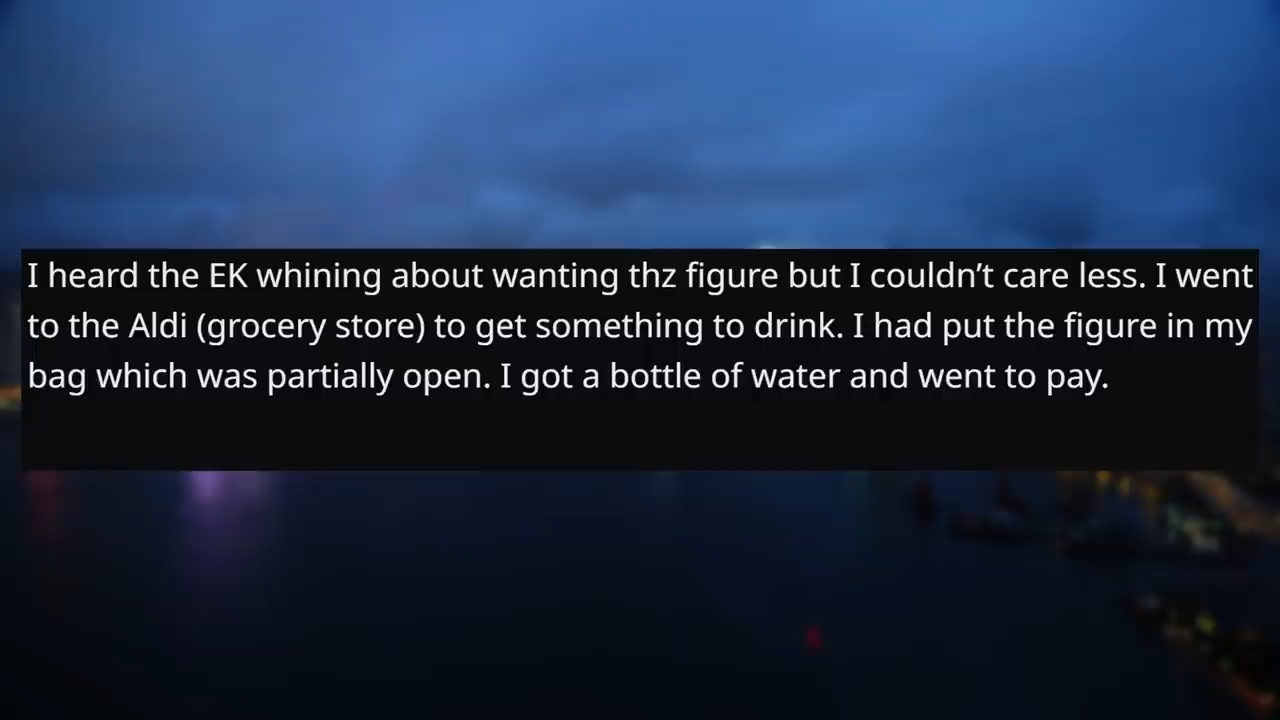 I heard the EK whining about wanting thz figure but I couldn’t care less. I went
to the Aldi (grocery store) to get something to drink. I had put the figure in my
bag which was partially open. I got a bottle of water and went to pay.